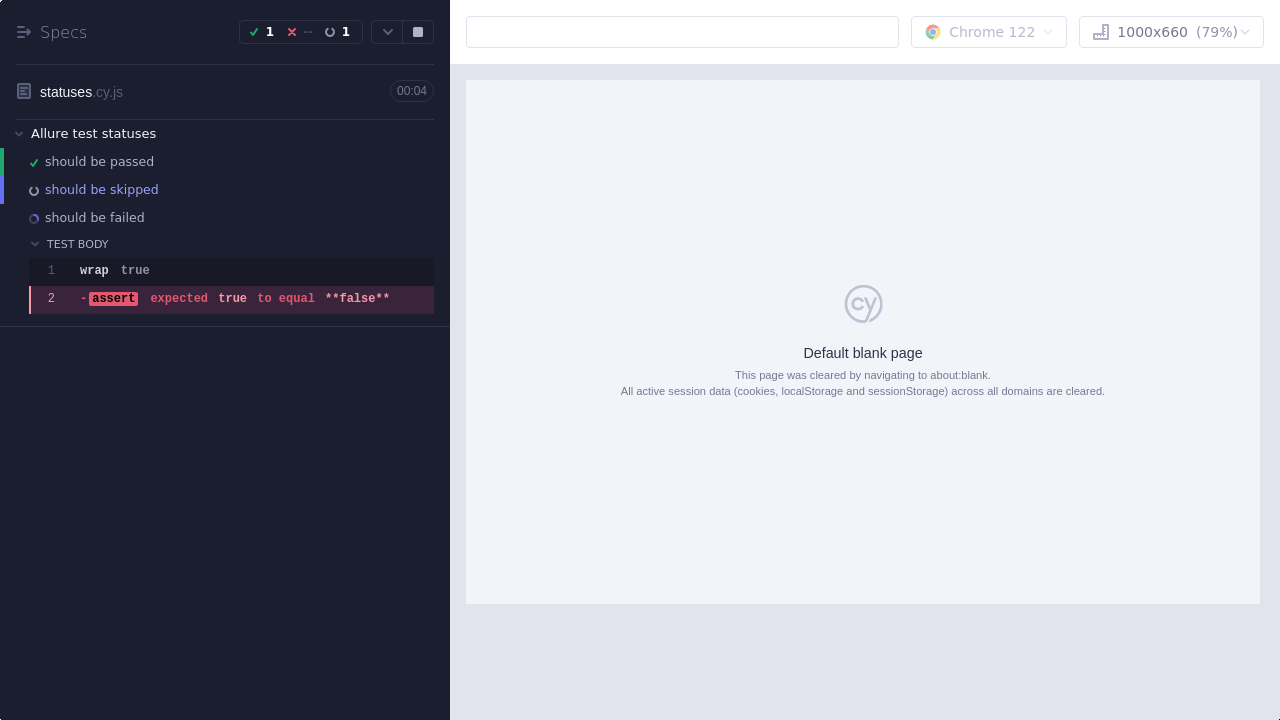 Specs
1 -- 1
statuses.cy.js
00:04
Allure test statuses
should be passed
should be skipped
should be failed
TEST BODY
1 wrap true
2 -assert expected true to equal **false**
Chrome 122
1000x660 (79%)
cy
Default blank page
This page was cleared by navigating to about:blank.
All active session data (cookies, localStorage and sessionStorage) across all domains are cleared.